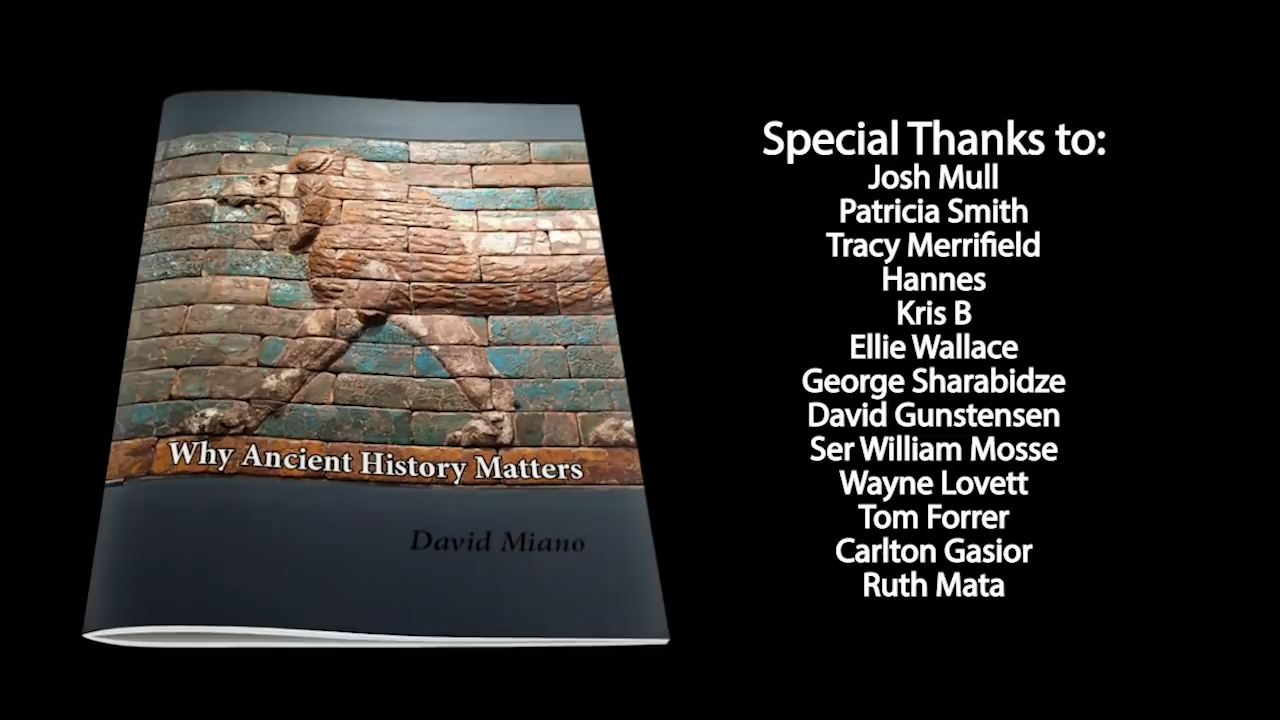 Why Ancient History Matters
David Miano
Special Thanks to:
Josh Mull
Patricia Smith
Tracy Merrifield
Hannes
Kris B
Ellie Wallace
George Sharabidze
David Gunstensen
Ser William Mosse
Wayne Lovett
Tom Forrer
Carlton Gasior
Ruth Mata